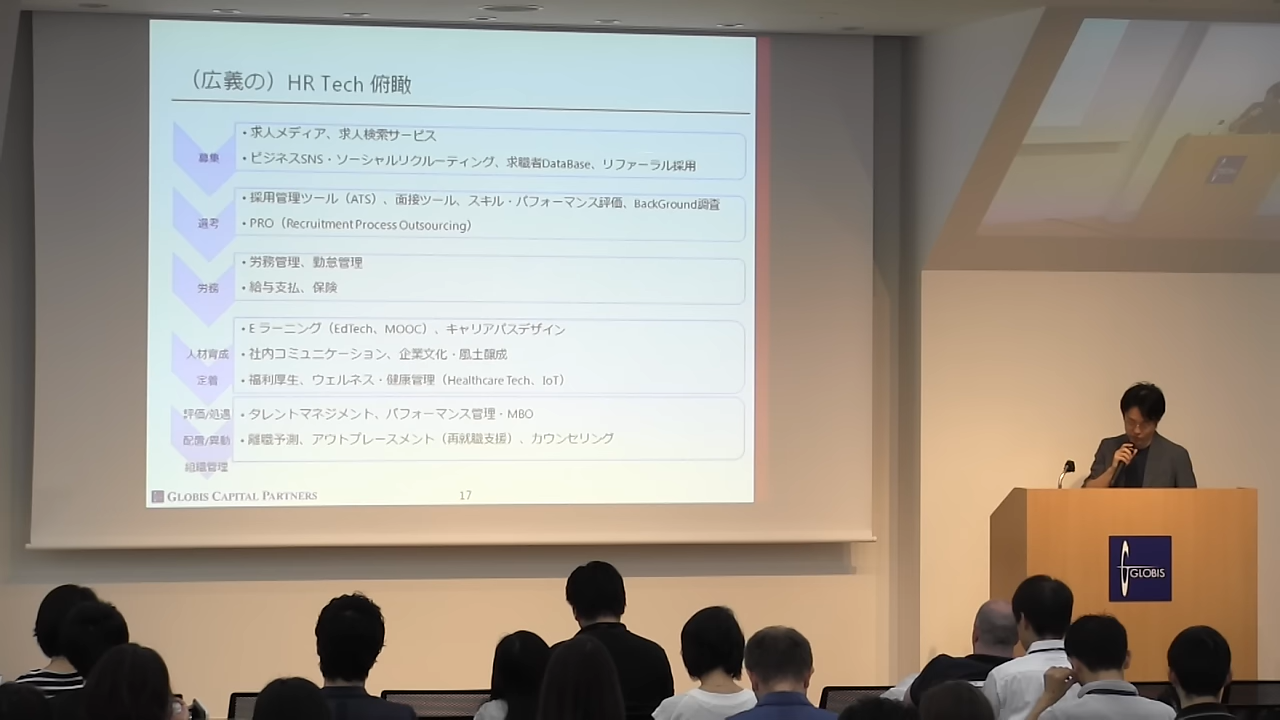 （広義の）HR Tech 俯瞰
募集
• 求人メディア、求人検索サービス
• ビジネスSNS・ソーシャルリクルーティング、求職者DataBase、リファーラル採用
選考
• 採用管理ツール（ATS）、面接ツール、スキル・パフォーマンス評価、BackGround調査
• PRO（Recruitment Process Outsourcing）
労務
• 労務管理、勤怠管理
• 給与支払、保険
人材育成
定着
• E ラーニング（EdTech、MOOC）、キャリアパスデザイン
• 社内コミュニケーション、企業文化・風土醸成
• 福利厚生、ウェルネス・健康管理（Healthcare Tech、IoT）
評価/処遇
配置/異動
組織管理
• タレントマネジメント、パフォーマンス管理・MBO
• 離職予測、アウトプレースメント（再就職支援）、カウンセリング
GLOBIS CAPITAL PARTNERS
17
GLOBIS